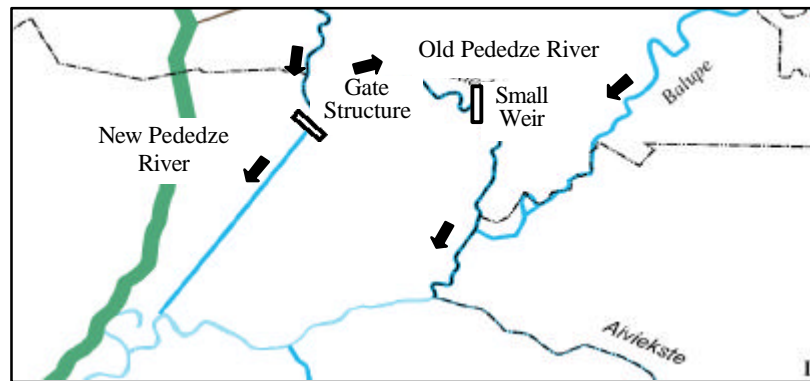 Old Pededze River
Gate
Structure
Small
Weir
Balupe
New Pededze
River
Aiviekste